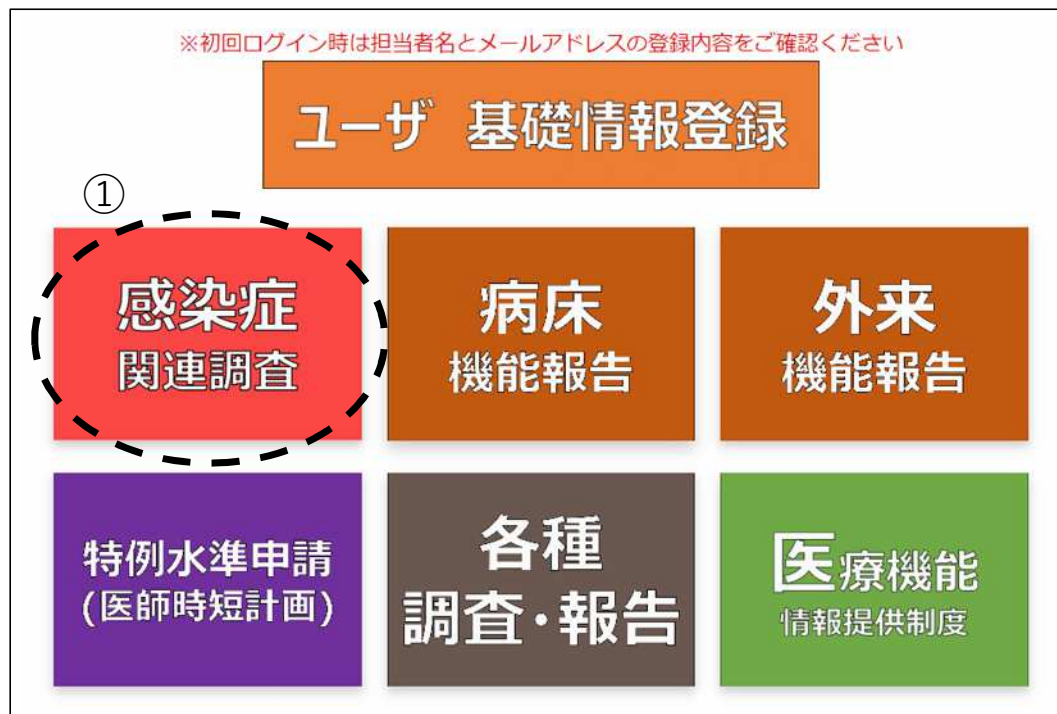 ※初回ログイン時は担当者名とメールアドレスの登録内容をご確認ください
ユーザ 基礎情報登録
①
感染症
関連調査
病床
機能報告
外来
機能報告
特例水準申請
(医師時短計画)
各種
調査・報告
医療機能
情報提供制度